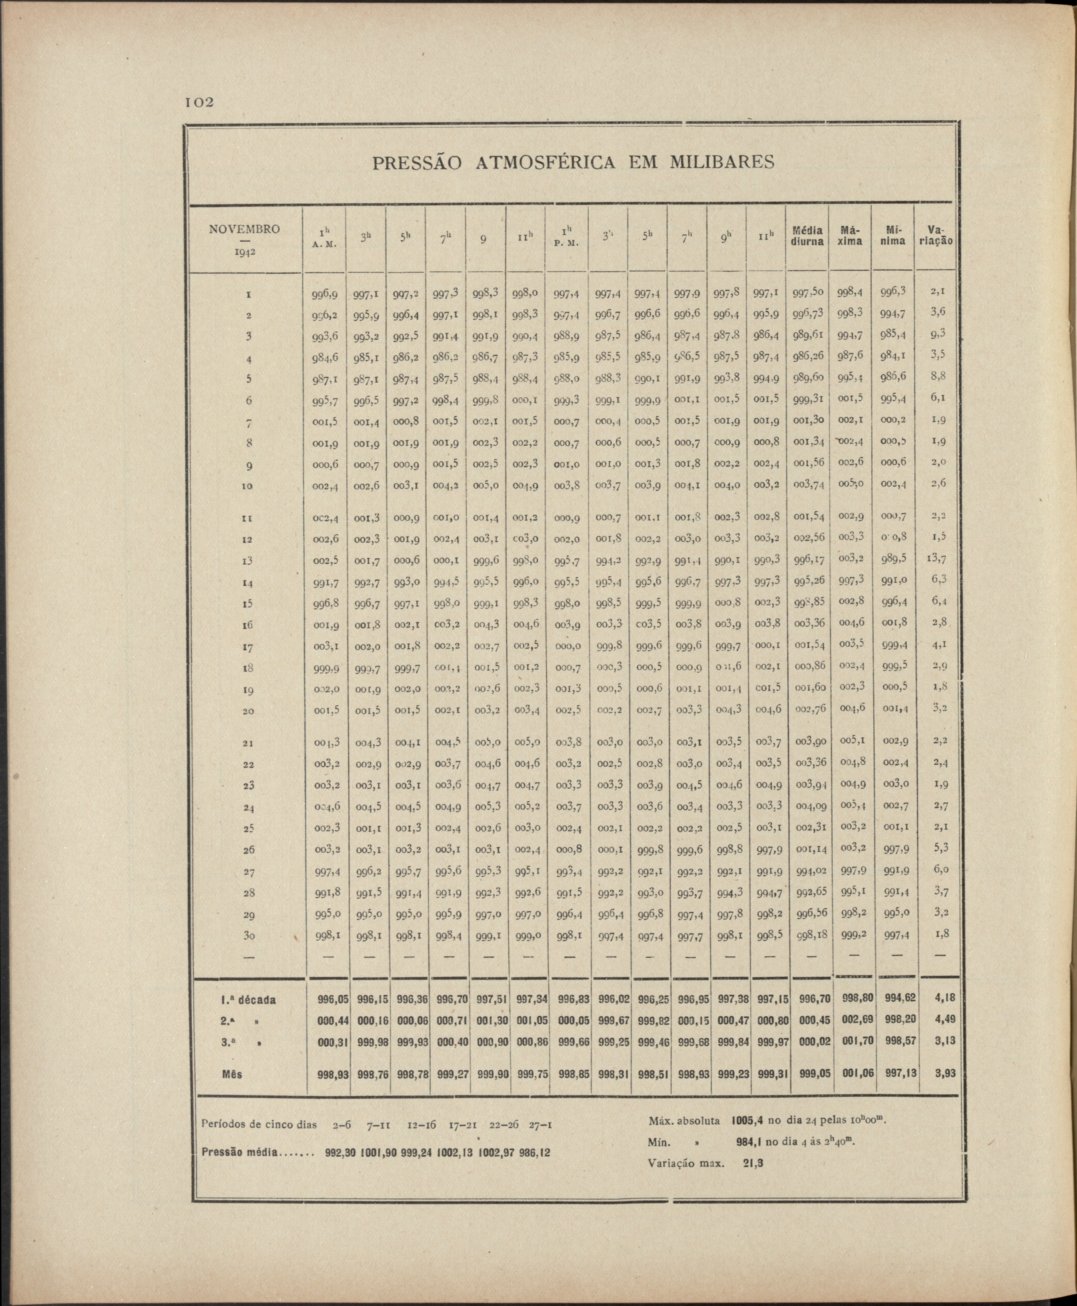 102
PRESSÃO ATMOSFÉRICA EM MILIBARES
NOVEMBRO — 1942 1h A. M. 3h 5h 7h 9 11h 1h P. M. 3h 5h 7h 9h 11h Média diurna Máxima Mínima Variação
1 996,9 997,1 997,2 997,3 998,3 998,0 997,4 997,4 997,4 997,9 997,8 997,1 997,50 998,4 996,3 2,1
2 996,2 995,9 996,4 997,1 998,1 998,3 997,4 996,7 996,6 996,6 996,4 995,9 996,73 998,3 994,7 3,6
3 993,6 993,2 992,5 991,4 991,9 990,4 988,9 987,5 986,4 987,4 987,8 986,4 989,61 994,7 985,4 9,3
4 984,6 985,1 986,2 986,2 986,7 987,3 985,9 985,5 985,9 986,5 987,5 987,4 986,26 987,6 984,1 3,5
5 987,1 987,1 987,4 987,5 988,4 988,4 988,0 988,3 990,1 991,9 993,8 994,9 989,60 995,4 986,6 8,8
6 995,7 996,5 997,2 998,4 999,8 000,1 999,3 999,1 999,9 001,1 001,5 001,5 999,31 001,5 995,4 6,1
7 001,5 001,4 000,8 001,5 002,1 001,5 000,7 000,4 000,5 001,5 001,9 001,9 001,30 002,1 000,2 1,9
8 001,9 001,9 001,9 001,9 002,3 002,2 000,7 000,6 000,5 000,7 000,9 000,8 001,34 002,4 000,5 1,9
9 000,6 000,7 000,9 001,5 002,5 002,3 001,0 001,0 001,3 001,8 002,2 002,4 001,56 002,6 000,6 2,0
10 002,4 002,6 003,1 004,2 005,0 004,9 003,8 003,7 003,9 004,1 004,0 003,2 003,74 005,0 002,4 2,6
11 002,4 001,3 000,9 001,0 001,4 001,2 000,9 000,7 001,1 001,8 002,3 002,8 001,54 002,9 000,7 2,2
12 002,6 002,3 001,9 002,4 003,1 003,0 002,0 001,8 002,2 003,0 003,3 003,2 002,56 003,3 0 0,8 1,5
13 002,5 001,7 000,6 000,1 999,6 998,0 995,7 994,2 992,9 991,4 990,1 990,3 996,17 003,2 989,5 13,7
14 991,7 992,7 993,0 994,5 995,5 996,0 995,5 995,4 995,6 996,7 997,3 997,3 995,26 997,3 991,0 6,3
15 996,8 996,7 997,1 998,0 999,1 998,3 998,0 998,5 999,5 999,9 000,8 002,3 998,85 002,8 996,4 6,4
16 001,9 001,8 002,1 003,2 004,3 004,6 003,9 003,3 003,5 003,8 003,9 003,8 003,36 004,6 001,8 2,8
17 003,1 002,0 001,8 002,2 002,7 002,5 000,0 999,8 999,6 999,6 999,7 000,1 001,54 003,5 999,4 4,1
18 999,9 999,7 999,7 001,4 001,5 001,2 000,7 000,3 000,5 000,9 001,6 002,1 000,86 002,4 999,5 2,9
19 002,0 001,9 002,0 002,2 002,6 002,3 001,3 000,5 000,6 001,1 001,4 001,5 001,60 002,3 000,5 1,8
20 001,5 001,5 001,5 002,1 003,2 003,4 002,5 002,2 002,7 003,3 004,3 004,6 002,76 004,6 001,4 3,2
21 004,3 004,3 004,1 004,5 005,0 005,0 003,8 003,0 003,0 003,1 003,5 003,7 003,90 005,1 002,9 2,2
22 003,2 002,9 002,9 003,7 004,6 004,6 003,2 002,5 002,8 003,0 003,4 003,5 003,36 004,8 002,4 2,4
23 003,2 003,1 003,1 003,6 004,7 004,7 003,3 003,3 003,9 004,5 004,6 004,9 003,94 004,9 003,0 1,9
24 004,6 004,5 004,5 004,9 005,3 005,2 003,7 003,3 003,6 003,4 003,3 003,3 004,09 005,4 002,7 2,7
25 002,3 001,1 001,3 002,4 002,6 003,0 002,4 002,1 002,2 002,2 002,5 003,1 002,31 003,2 001,1 2,1
26 003,2 003,1 003,2 003,1 003,1 002,4 000,8 000,1 999,8 999,6 998,8 997,9 001,14 003,2 997,9 5,3
27 997,4 996,2 995,7 995,6 995,3 995,1 993,4 992,2 992,1 992,2 992,1 991,9 994,02 997,9 991,9 6,0
28 991,8 991,5 991,4 991,9 992,3 992,6 991,5 992,2 993,0 993,7 994,3 994,7 992,65 995,1 991,4 3,7
29 995,0 995,0 995,0 995,9 997,0 997,0 996,4 996,4 996,8 997,4 997,8 998,2 996,56 998,2 995,0 3,2
30 998,1 998,1 998,1 998,4 999,1 999,0 998,1 997,4 997,4 997,7 998,1 998,5 998,18 999,2 997,4 1,8
— — — — — — — — — — — — — — — — —
1.ª década 996,05 996,15 996,36 996,70 997,51 997,34 996,83 996,02 996,25 996,95 997,38 997,15 996,70 998,80 994,62 4,18
2.ª » 000,44 000,16 000,06 000,71 001,30 001,05 000,05 999,67 999,82 000,15 000,47 000,80 000,45 002,69 998,20 4,49
3.ª » 000,31 999,98 999,93 000,40 000,90 000,86 999,66 999,25 999,46 999,68 999,84 999,97 000,02 001,70 998,57 3,13
Mês 998,93 998,76 998,78 999,27 999,90 999,75 998,85 998,31 998,51 998,93 999,23 999,31 999,05 001,06 997,13 3,93
Períodos de cinco dias 2–6 7–11 12–16 17–21 22–26 27–1
Pressão média....... 992,30 1001,90 999,24 1002,13 1002,97 986,12
Máx. absoluta 1005,4 no dia 24 pelas 10h00m.
Mín. » 984,1 no dia 4 ás 2h40m.
Variação max. 21,3